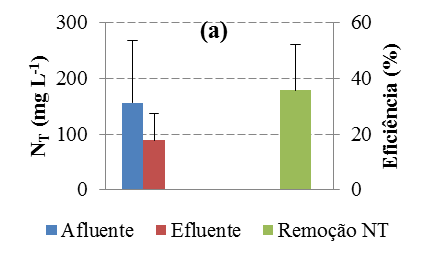 (a)
N_T (mg L-1)
300
200
100
0
60
40
20
0
Eficiência (%)
Afluente Efluente Remoção NT